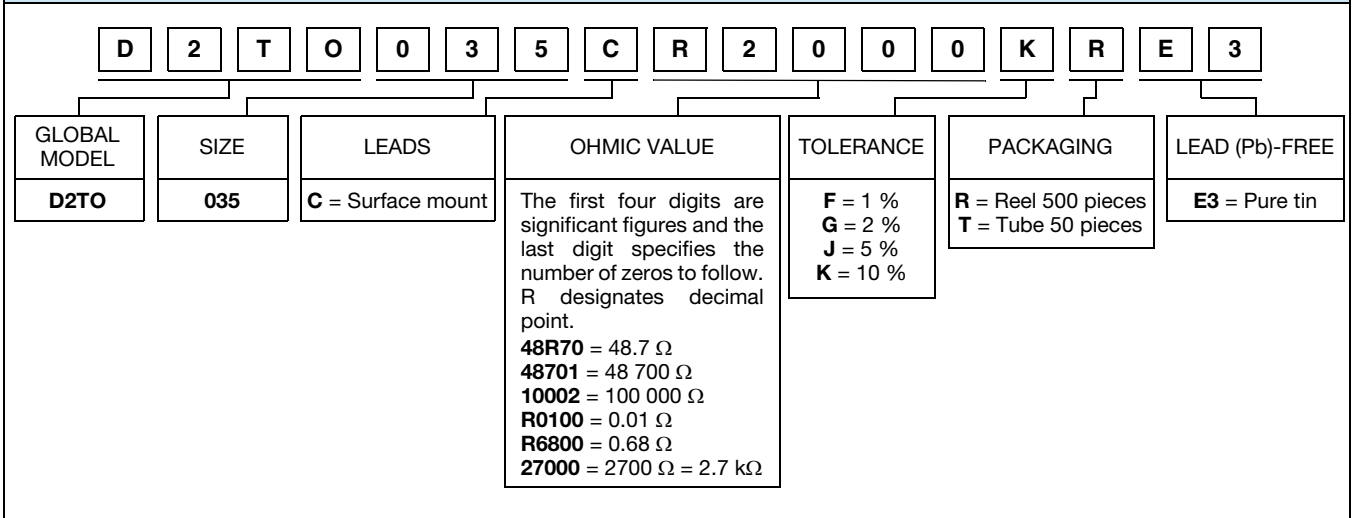 D 2 T O 0 3 5 C R 2 0 0 0 K R E 3
GLOBAL
MODEL
D2TO
SIZE
035
LEADS
C = Surface mount
OHMIC VALUE
The first four digits are
significant figures and the
last digit specifies the
number of zeros to follow.
R designates decimal
point.
48R70 = 48.7 Ω
48701 = 48 700 Ω
10002 = 100 000 Ω
R0100 = 0.01 Ω
R6800 = 0.68 Ω
27000 = 2700 Ω = 2.7 kΩ
TOLERANCE
F = 1 %
G = 2 %
J = 5 %
K = 10 %
PACKAGING
R = Reel 500 pieces
T = Tube 50 pieces
LEAD (Pb)-FREE
E3 = Pure tin